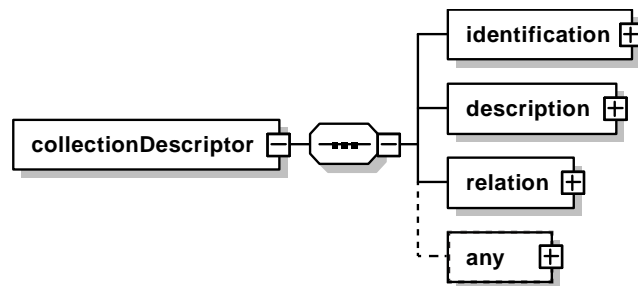 identification
description
collectionDescriptor
relation
any